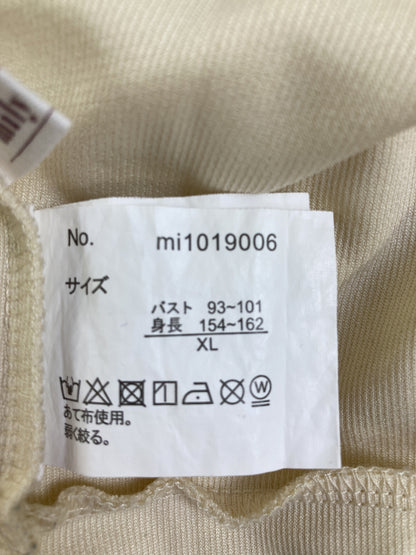 No. mi1019006
サイズ
バスト 93~101
身長 154~162
XL
あて布使用。
弱く絞る。